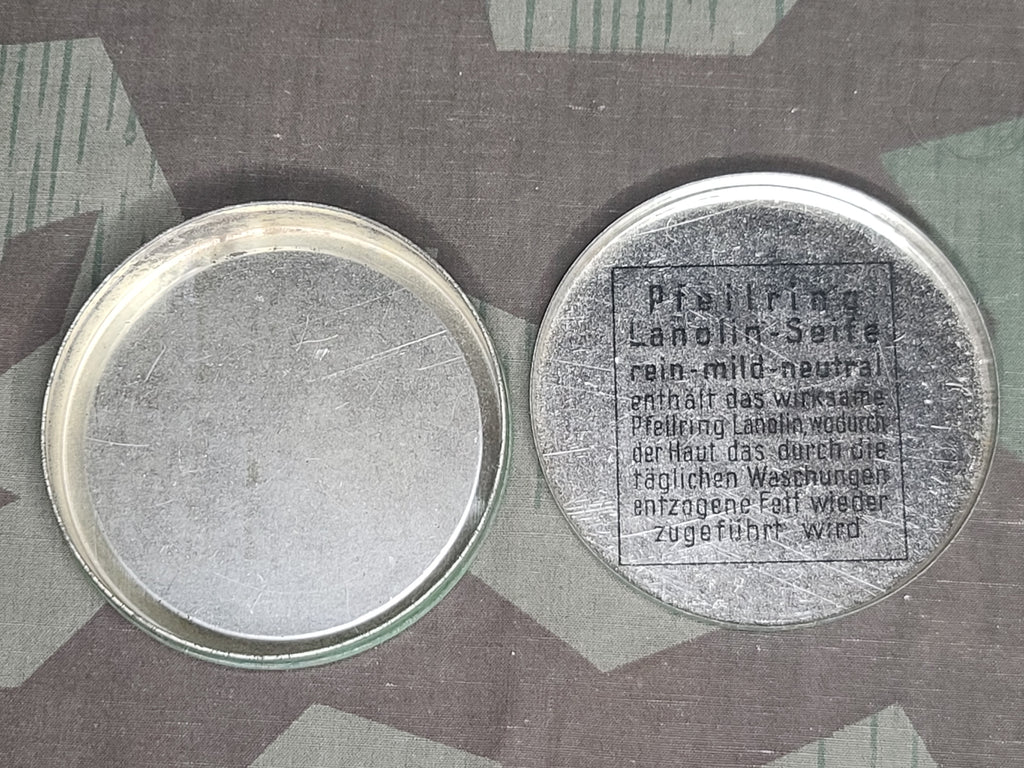 Pfeilring
Lanolin-Seife
rein-mild-neutral
enthält das wirksame
Pfeilring Lanolin, wodurch
der Haut das durch die
täglichen Waschungen
entzogene Fett wieder
zugeführt wird.